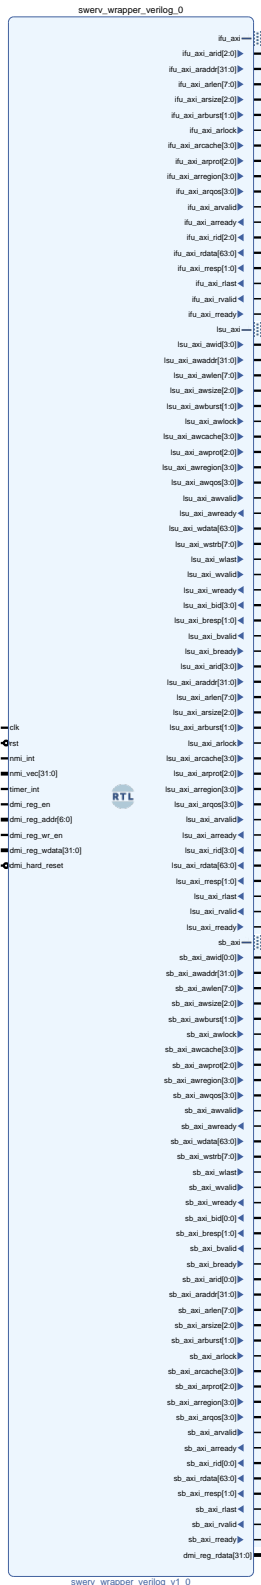 swerv_wrapper_verilog_0
ifu_axi
ifu_axi_arid[2:0]
ifu_axi_araddr[31:0]
ifu_axi_arlen[7:0]
ifu_axi_arsize[2:0]
ifu_axi_arburst[1:0]
ifu_axi_arlock
ifu_axi_arcache[3:0]
ifu_axi_arprot[2:0]
ifu_axi_arregion[3:0]
ifu_axi_arqos[3:0]
ifu_axi_arvalid
ifu_axi_arready
ifu_axi_rid[2:0]
ifu_axi_rdata[63:0]
ifu_axi_rresp[1:0]
ifu_axi_rlast
ifu_axi_rvalid
ifu_axi_rready
lsu_axi
lsu_axi_awid[3:0]
lsu_axi_awaddr[31:0]
lsu_axi_awlen[7:0]
lsu_axi_awsize[2:0]
lsu_axi_awburst[1:0]
lsu_axi_awlock
lsu_axi_awcache[3:0]
lsu_axi_awprot[2:0]
lsu_axi_awregion[3:0]
lsu_axi_awqos[3:0]
lsu_axi_awvalid
lsu_axi_awready
lsu_axi_wdata[63:0]
lsu_axi_wstrb[7:0]
lsu_axi_wlast
lsu_axi_wvalid
lsu_axi_wready
lsu_axi_bid[3:0]
lsu_axi_bresp[1:0]
lsu_axi_bvalid
lsu_axi_bready
lsu_axi_arid[3:0]
lsu_axi_araddr[31:0]
lsu_axi_arlen[7:0]
lsu_axi_arsize[2:0]
clk lsu_axi_arburst[1:0]
rst lsu_axi_arlock
nmi_int lsu_axi_arcache[3:0]
nmi_vec[31:0] lsu_axi_arprot[2:0]
timer_int lsu_axi_arregion[3:0]
RTL
dmi_reg_en lsu_axi_arqos[3:0]
dmi_reg_addr[6:0] lsu_axi_arvalid
dmi_reg_wr_en lsu_axi_arready
dmi_reg_wdata[31:0] lsu_axi_rid[3:0]
dmi_hard_reset lsu_axi_rdata[63:0]
lsu_axi_rresp[1:0]
lsu_axi_rlast
lsu_axi_rvalid
lsu_axi_rready
sb_axi
sb_axi_awid[0:0]
sb_axi_awaddr[31:0]
sb_axi_awlen[7:0]
sb_axi_awsize[2:0]
sb_axi_awburst[1:0]
sb_axi_awlock
sb_axi_awcache[3:0]
sb_axi_awprot[2:0]
sb_axi_awregion[3:0]
sb_axi_awqos[3:0]
sb_axi_awvalid
sb_axi_awready
sb_axi_wdata[63:0]
sb_axi_wstrb[7:0]
sb_axi_wlast
sb_axi_wvalid
sb_axi_wready
sb_axi_bid[0:0]
sb_axi_bresp[1:0]
sb_axi_bvalid
sb_axi_bready
sb_axi_arid[0:0]
sb_axi_araddr[31:0]
sb_axi_arlen[7:0]
sb_axi_arsize[2:0]
sb_axi_arburst[1:0]
sb_axi_arlock
sb_axi_arcache[3:0]
sb_axi_arprot[2:0]
sb_axi_arregion[3:0]
sb_axi_arqos[3:0]
sb_axi_arvalid
sb_axi_arready
sb_axi_rid[0:0]
sb_axi_rdata[63:0]
sb_axi_rresp[1:0]
sb_axi_rlast
sb_axi_rvalid
sb_axi_rready
dmi_reg_rdata[31:0]
swerv_wrapper_verilog_v1_0